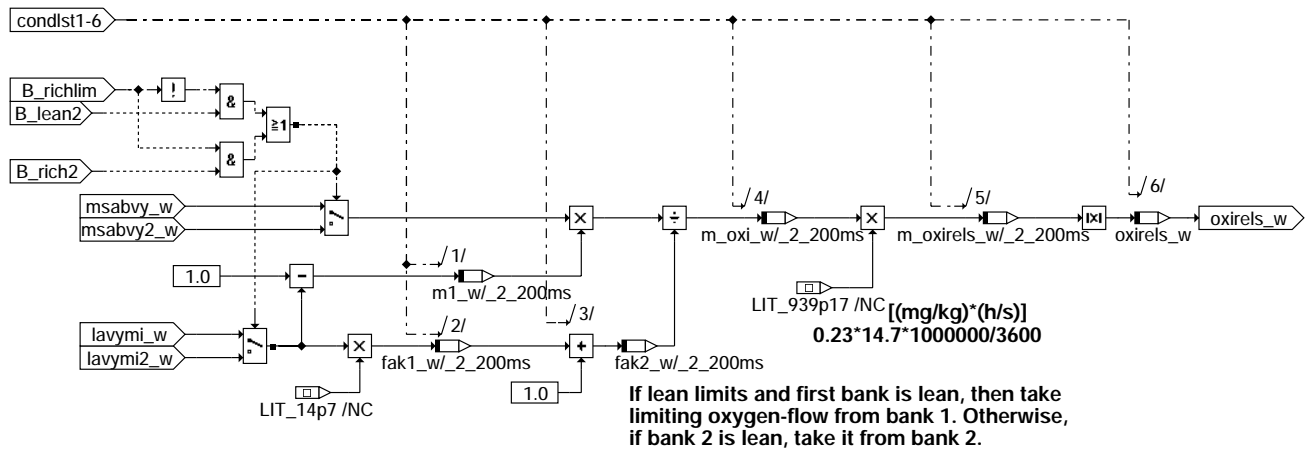 condlst1-6
B_richlim
!
&
B_lean2
≥1
&
B_rich2
msabvy_w
msabvy2_w
4/
5/
6/
m_oxi_w/_2_200ms
m_oxirels_w/_2_200ms
|x|
oxirels_w
oxirels_w
1/
1.0
m1_w/_2_200ms
LIT_939p17 /NC
[(mg/kg)*(h/s)]
0.23*14.7*1000000/3600
3/
2/
lavymi_w
lavymi2_w
fak1_w/_2_200ms
fak2_w/_2_200ms
LIT_14p7 /NC
1.0
If lean limits and first bank is lean, then take
limiting oxygen-flow from bank 1. Otherwise,
if bank 2 is lean, take it from bank 2.